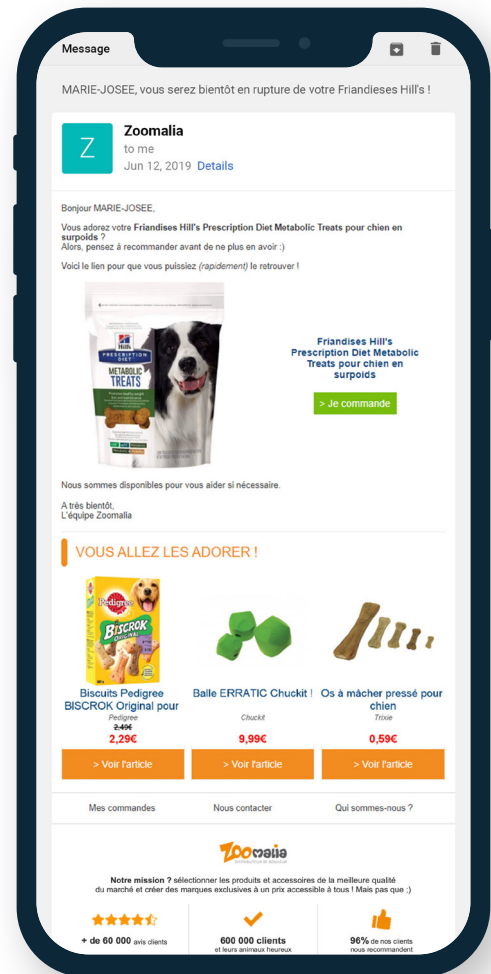 Message
MARIE-JOSEE, vous serez bientôt en rupture de votre Friandieses Hill's !
Z
Zoomalia
to me
Jun 12, 2019 Details
Bonjour MARIE-JOSEE,
Vous adorez votre Friandises Hill's Prescription Diet Metabolic Treats pour chien en
surpoids ?
Alors, pensez à recommander avant de ne plus en avoir :)
Voici le lien pour que vous puissiez (rapidement) le retrouver !
Hill's
PRESCRIPTION
DIET
METABOLIC
TREATS
Friandises Hill's
Prescription Diet Metabolic
Treats pour chien en
surpoids
> Je commande
Nous sommes disponibles pour vous aider si nécessaire.
A très bientôt,
L'équipe Zoomalia
VOUS ALLEZ LES ADORER !
Pedigree
BISCROK
ORIGINAL
Biscuits Pedigree
BISCROK Original pour
Pedigree
2,49€
2,29€
> Voir l'article
Balle ERRATIC Chuckit !
Chuckit
9,99€
> Voir l'article
Os à mâcher pressé pour
chien
Trixie
0,59€
> Voir l'article
Mes commandes
Nous contacter
Qui sommes-nous ?
Zoomalia
Notre mission ? sélectionner les produits et accessoires de la meilleure qualité
du marché et créer des marques exclusives à un prix accessible à tous ! Mais pas que ;)
+ de 60 000 avis clients
600 000 clients
et leurs animaux heureux
96% de nos clients
nous recommandent